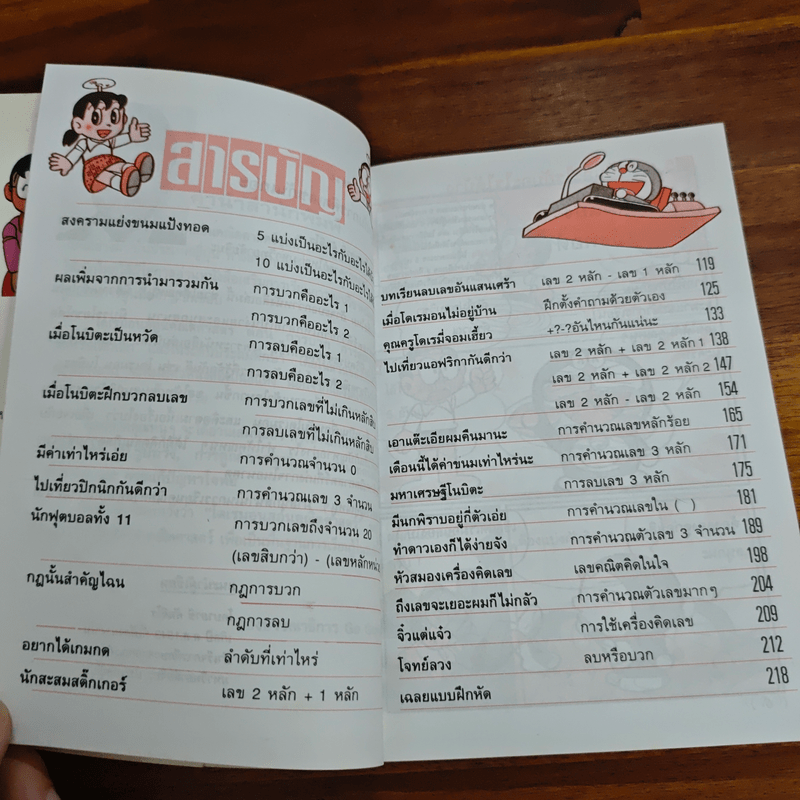 สารบัญ
สงครามแย่งขนมแป้งทอด 5 แบ่งเป็นอะไรกับอะไรได้
10 แบ่งเป็นอะไรกับอะไรได้
ผลเพิ่มจากการนำมารวมกัน การบวกคืออะไร 1
การบวกคืออะไร 2
เมื่อโนบิตะเป็นหวัด การลบคืออะไร 1
การลบคืออะไร 2
เมื่อโนบิตะฝึกบวกลบเลข การบวกเลขที่ไม่เกินหลักสิบ
การลบเลขที่ไม่เกินหลักสิบ
มีค่าเท่าไหร่เอ่ย การคำนวณจำนวน 0
ไปเที่ยวปิกนิกกันดีกว่า การคำนวณเลข 3 จำนวน
นักฟุตบอลทั้ง 11 การบวกเลขถึงจำนวน 20
(เลขสิบกว่า) - (เลขหลักหน่วย
กฎนั้นสำคัญไฉน กฎการบวก
กฎการลบ
อยากได้เกมกด ลำดับที่เท่าไหร่
นักสะสมสติ๊กเกอร์ เลข 2 หลัก + 1 หลัก
บทเรียนลบเลขอันแสนเศร้า เลข 2 หลัก - เลข 1 หลัก 119
เมื่อโดเรมอนไม่อยู่บ้าน ฝึกตั้งคำถามด้วยตัวเอง 125
คุณครูโดเรมี่จอมเฮี้ยว +?-?อันไหนกันแน่นะ 133
ไปเที่ยวแอฟริกากันดีกว่า เลข 2 หลัก + เลข 2 หลัก 1 138
เลข 2 หลัก + เลข 2 หลัก 2 147
เลข 2 หลัก - เลข 2 หลัก 154
เอาแต๊ะเอียผมคืนมานะ การคำนวณเลขหลักร้อย 165
เดือนนี้ได้ค่าขนมเท่าไหร่นะ การคำนวณเลข 3 หลัก 171
มหาเศรษฐีโนบิตะ การลบเลข 3 หลัก 175
มีนกพิราบอยู่กี่ตัวเอ่ย การคำนวณเลขใน ( ) 181
ทำดาวเองก็ได้ง่ายจัง การคำนวณตัวเลข 3 จำนวน 189
หัวสมองเครื่องคิดเลข เลขคณิตคิดในใจ 198
ถึงเลขจะเยอะผมก็ไม่กลัว การคำนวณตัวเลขมากๆ 204
จิ๋วแต่แจ๋ว การใช้เครื่องคิดเลข 209
โจทย์ลวง ลบหรือบวก 212
เฉลยแบบฝึกหัด 218